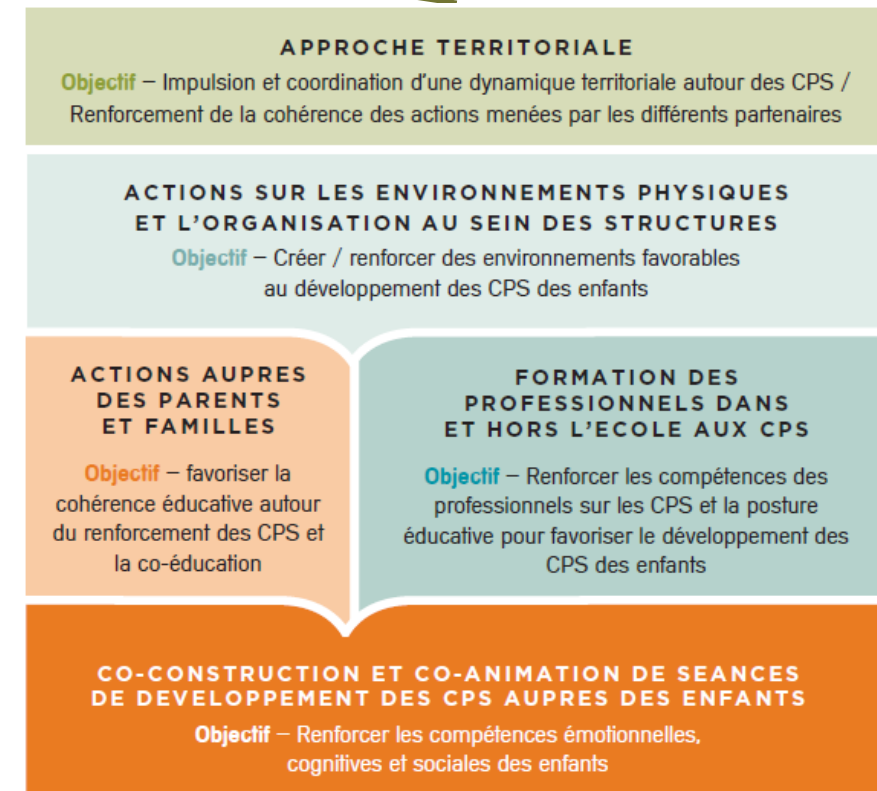 APPROCHE TERRITORIALE
Objectif – Impulsion et coordination d'une dynamique territoriale autour des CPS /
Renforcement de la cohérence des actions menées par les différents partenaires
ACTIONS SUR LES ENVIRONNEMENTS PHYSIQUES
ET L'ORGANISATION AU SEIN DES STRUCTURES
Objectif – Créer / renforcer des environnements favorables
au développement des CPS des enfants
ACTIONS AUPRES
DES PARENTS
ET FAMILLES
Objectif – favoriser la
cohérence éducative autour
du renforcement des CPS et
la co-éducation
FORMATION DES
PROFESSIONNELS DANS
ET HORS L'ECOLE AUX CPS
Objectif – Renforcer les compétences des
professionnels sur les CPS et la posture
éducative pour favoriser le développement des
CPS des enfants
CO-CONSTRUCTION ET CO-ANIMATION DE SEANCES
DE DEVELOPPEMENT DES CPS AUPRES DES ENFANTS
Objectif – Renforcer les compétences émotionnelles,
cognitives et sociales des enfants